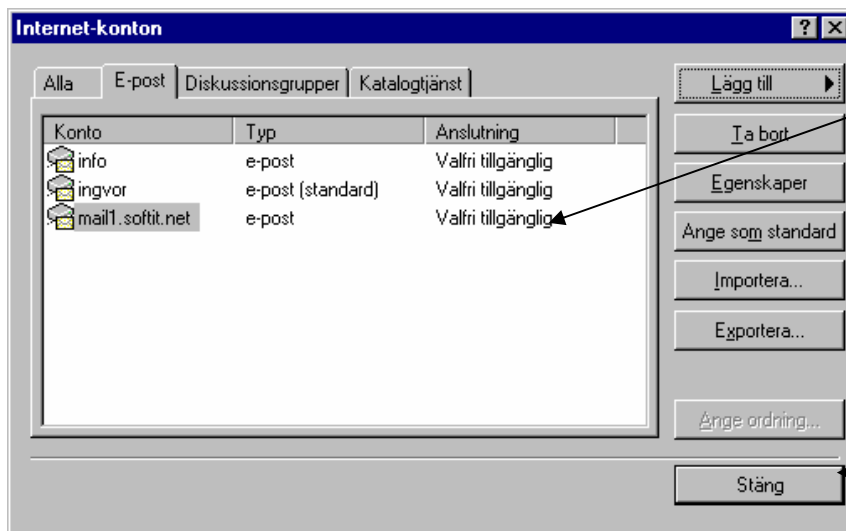 Internet-konton
Alla E-post Diskussionsgrupper Katalogtjänst
Konto Typ Anslutning
info e-post Valfri tillgänglig
ingvor e-post (standard) Valfri tillgänglig
mail1.softit.net e-post Valfri tillgänglig
Lägg till
Ta bort
Egenskaper
Ange som standard
Importera...
Exportera...
Ange ordning...
Stäng